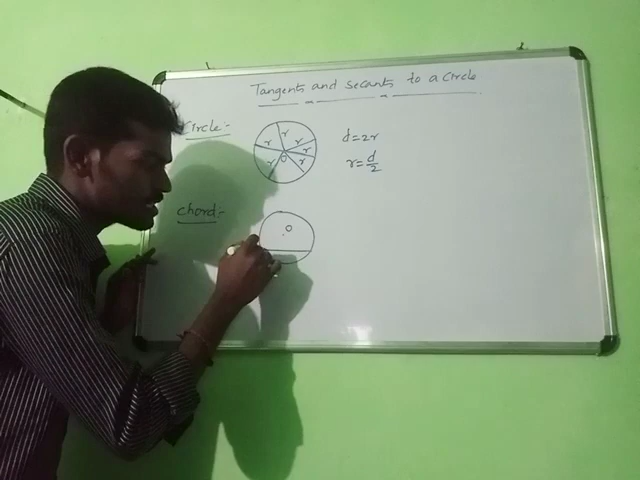 Tangents and secants to a circle
Circle:-
r r r r r r
O
d=2r
r=d/2
Chord:-
O